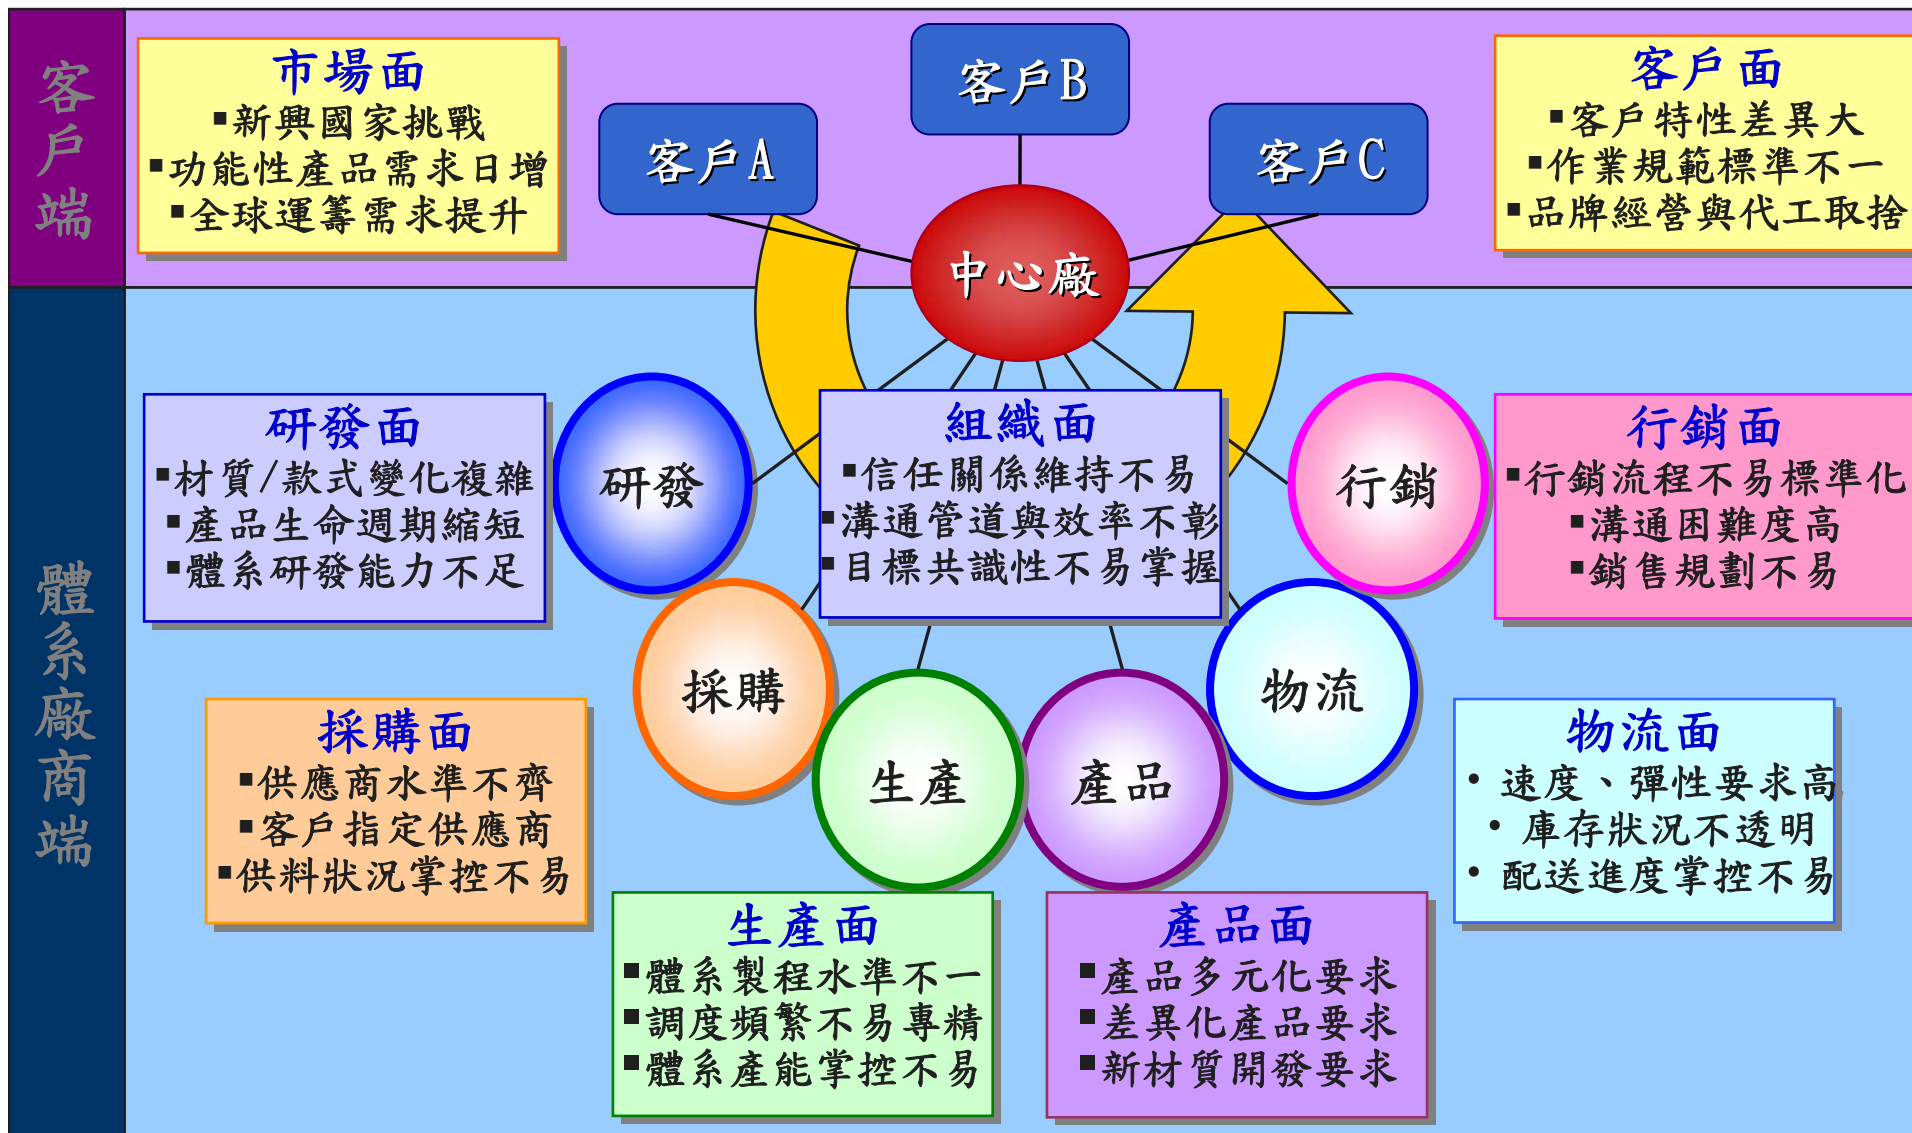 客戶端
市場面
▪新興國家挑戰
▪功能性產品需求日增
▪全球運籌需求提升
客戶A
客戶B
客戶C
中心廠
客戶面
▪客戶特性差異大
▪作業規範標準不一
▪品牌經營與代工取捨
體系廠商端
研發面
▪材質/款式變化複雜
▪產品生命週期縮短
▪體系研發能力不足
研發
組織面
▪信任關係維持不易
▪溝通管道與效率不彰
▪目標共識性不易掌握
行銷
行銷面
▪行銷流程不易標準化
▪溝通困難度高
▪銷售規劃不易
採購
物流
生產
產品
採購面
▪供應商水準不齊
▪客戶指定供應商
▪供料狀況掌控不易
物流面
• 速度、彈性要求高
• 庫存狀況不透明
• 配送進度掌控不易
生產面
▪體系製程水準不一
▪調度頻繁不易專精
▪體系產能掌控不易
產品面
▪產品多元化要求
▪差異化產品要求
▪新材質開發要求